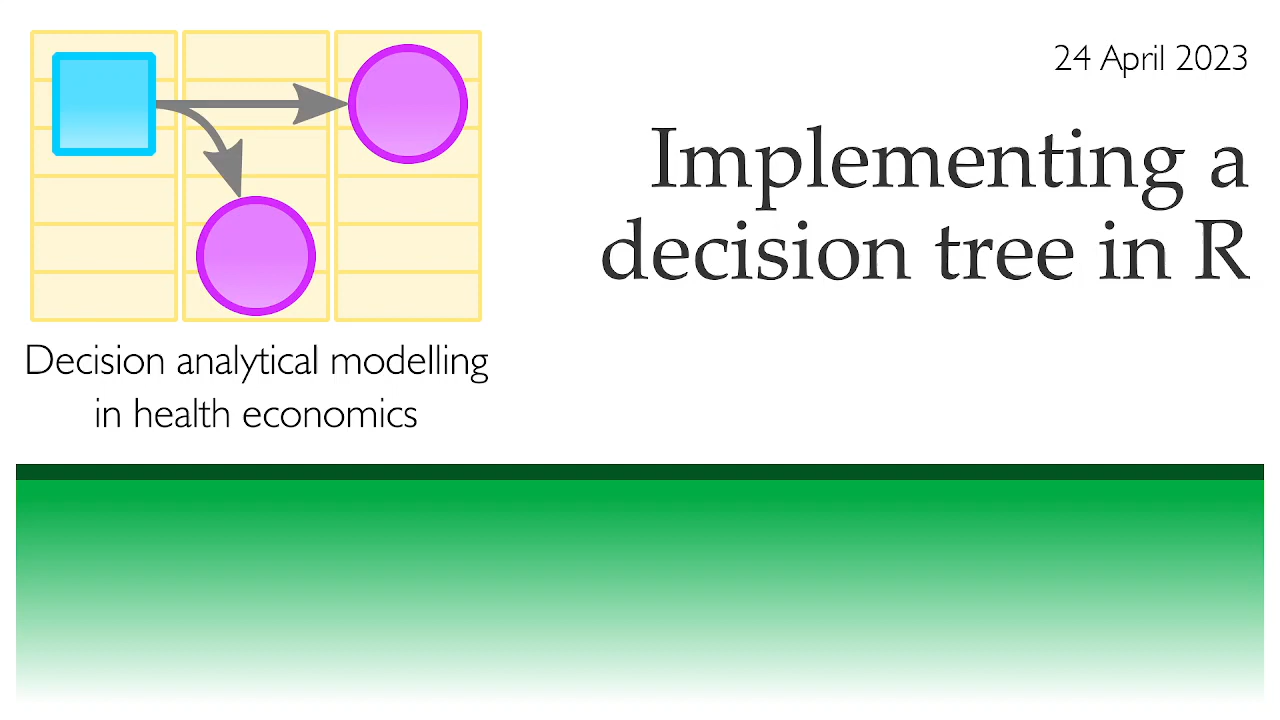 24 April 2023
Implementing a
decision tree in R
Decision analytical modelling
in health economics